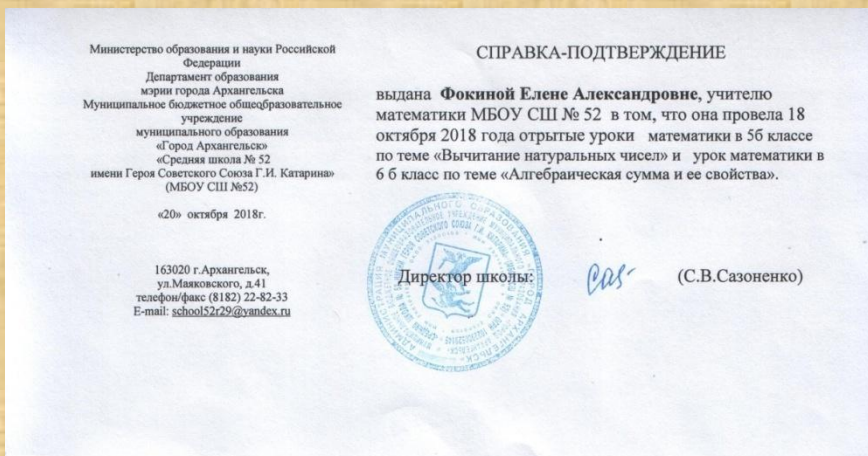 Министерство образования и науки Российской
Федерации
Департамент образования
мэрии города Архангельска
Муниципальное бюджетное общеобразовательное
учреждение
муниципального образования
«Город Архангельск»
«Средняя школа № 52
имени Героя Советского Союза Г.И. Катарина»
(МБОУ СШ №52)
«20» октября 2018г.
163020 г.Архангельск,
ул.Маяковского, д.41
телефон/факс (8182) 22-82-33
E-mail: school52r29@yandex.ru
СПРАВКА-ПОДТВЕРЖДЕНИЕ
выдана Фокиной Елене Александровне, учителю
математики МБОУ СШ № 52 в том, что она провела 18
октября 2018 года отрытые уроки математики в 5б классе
по теме «Вычитание натуральных чисел» и урок математики в
6 б класс по теме «Алгебраическая сумма и ее свойства».
Директор школы: (С.В.Сазоненко)